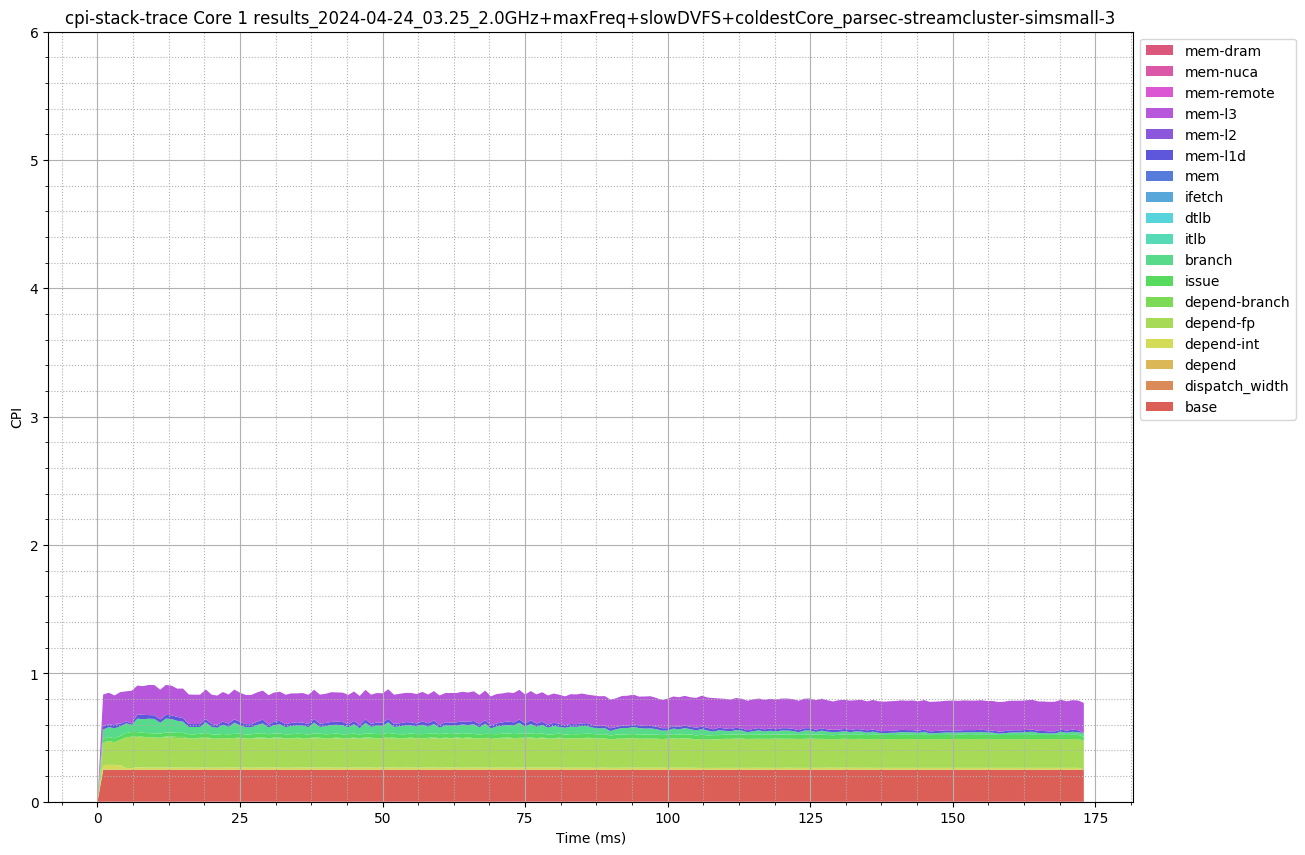 cpi-stack-trace Core 1 results_2024-04-24_03.25_2.0GHz+maxFreq+slowDVFS+coldestCore_parsec-streamcluster-simsmall-3
6
5
4
3
2
1
0
CPI
0 25 50 75 100 125 150 175
Time (ms)
mem-dram
mem-nuca
mem-remote
mem-l3
mem-l2
mem-l1d
mem
ifetch
dtlb
itlb
branch
issue
depend-branch
depend-fp
depend-int
depend
dispatch_width
base